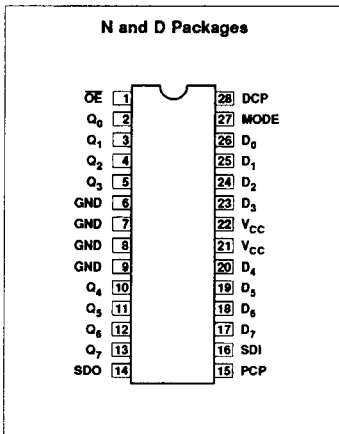 N and D Packages
OE 1 28 DCP
Q0 2 27 MODE
Q1 3 26 D0
Q2 4 25 D1
Q3 5 24 D2
GND 6 23 D3
GND 7 22 VCC
GND 8 21 VCC
GND 9 20 D4
Q4 10 19 D5
Q5 11 18 D6
Q6 12 17 D7
Q7 13 16 SDI
SDO 14 15 PCP